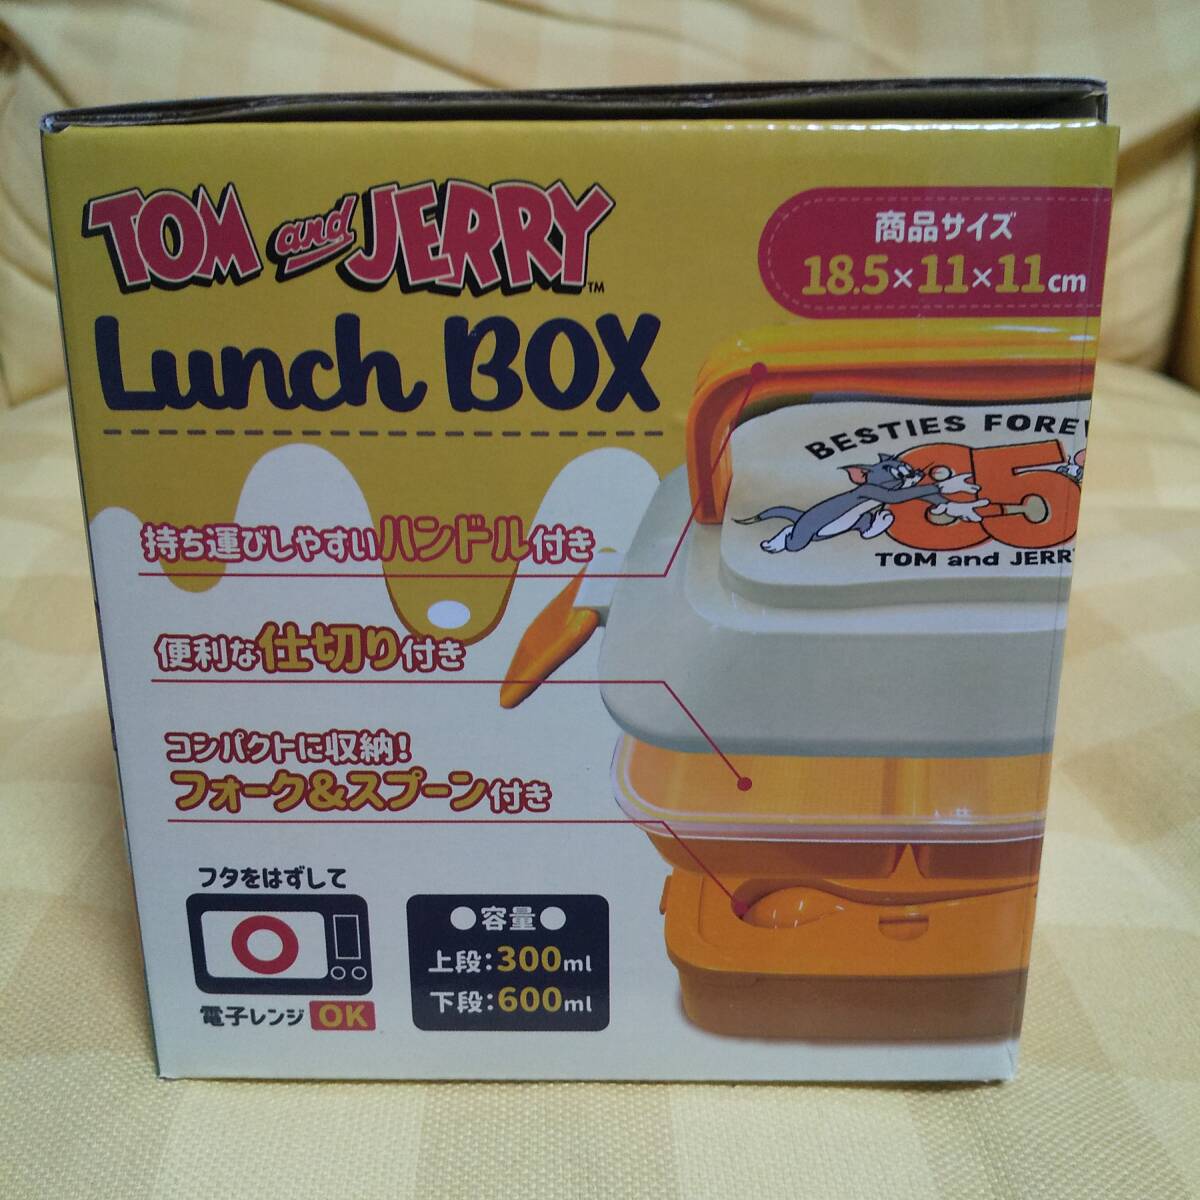 TOM and JERRY™
Lunch BOX
商品サイズ
18.5×11×11cm
BESTIES FOREV
85
TOM and JERR
持ち運びしやすいハンドル付き
便利な仕切り付き
コンパクトに収納!
フォーク&スプーン付き
フタをはずして
電子レンジ OK
●容量●
上段:300ml
下段:600ml